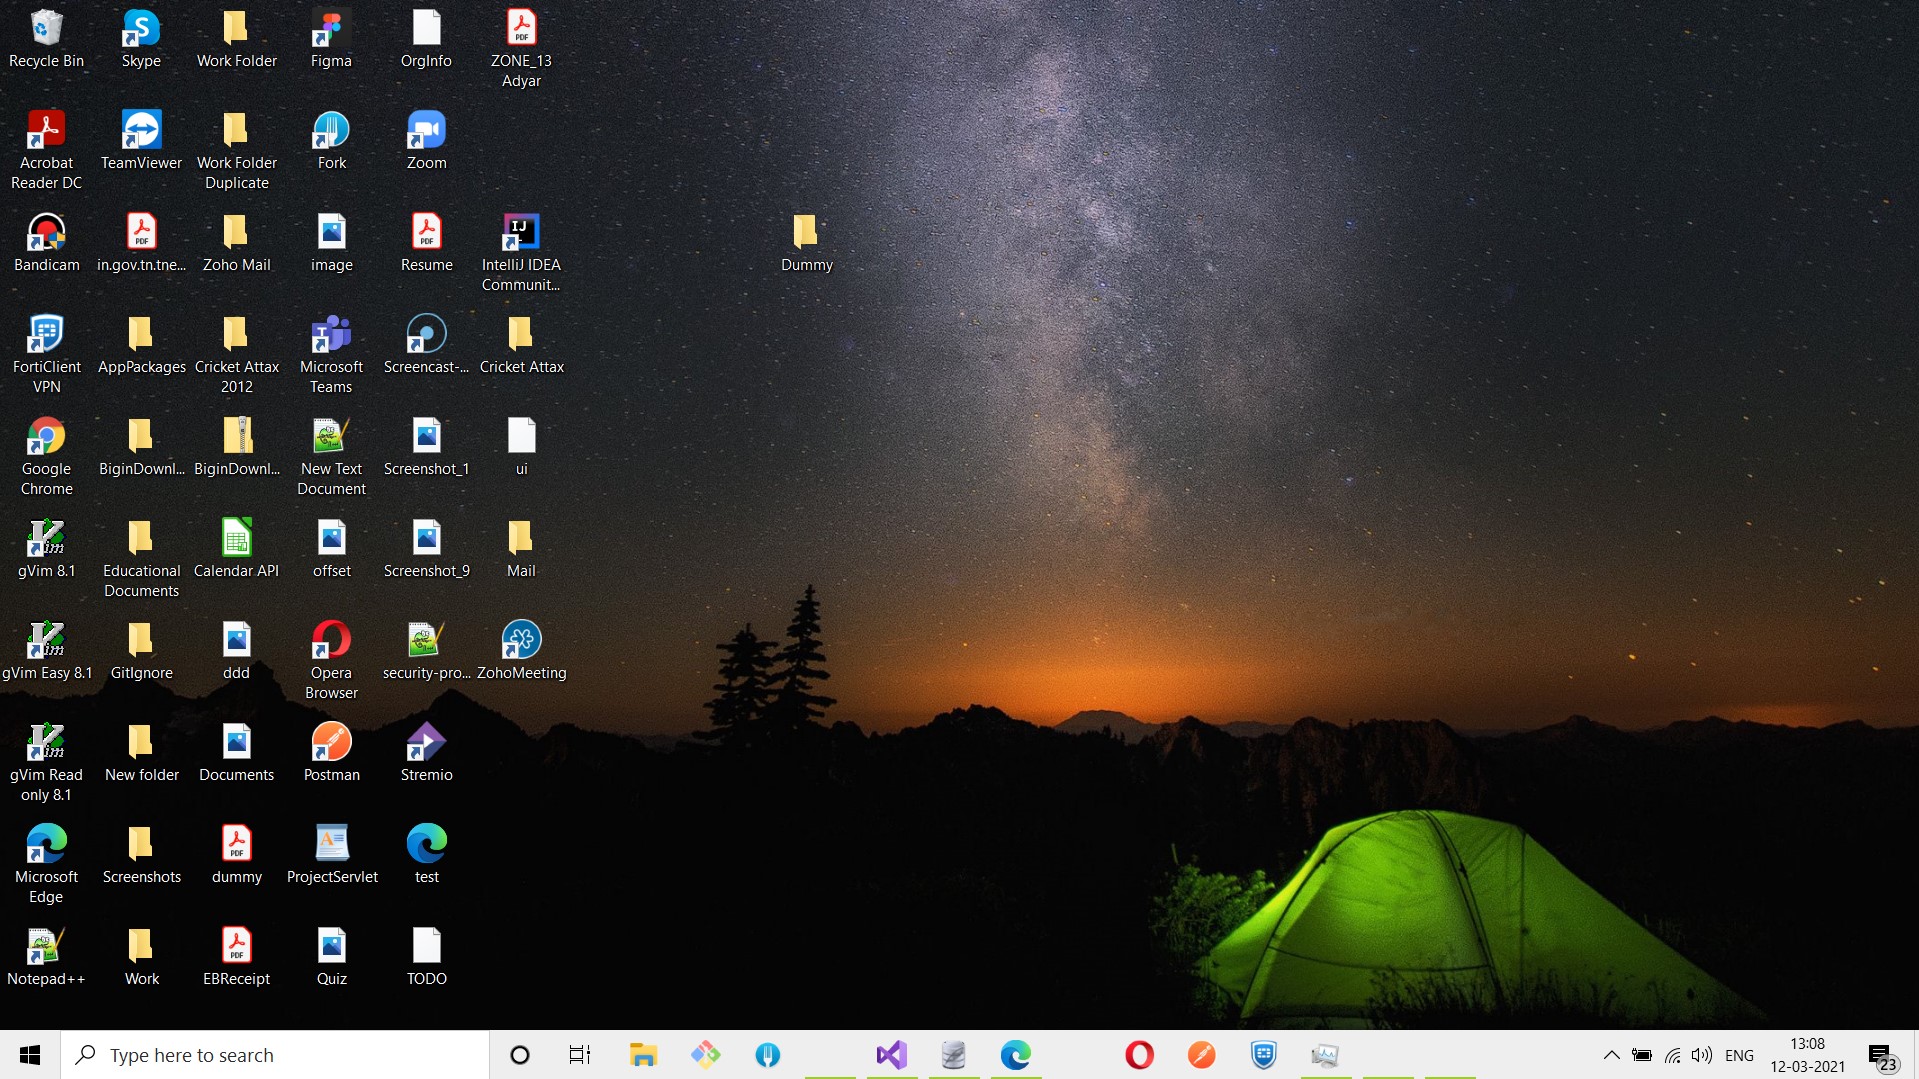 Recycle Bin
Skype
Work Folder
Figma
OrgInfo
ZONE_13
Adyar
Acrobat
Reader DC
TeamViewer
Work Folder
Duplicate
Fork
Zoom
Bandicam
in.gov.tn.tne...
Zoho Mail
image
Resume
IntelliJ IDEA
Communit...
Dummy
FortiClient
VPN
AppPackages
Cricket Attax
2012
Microsoft
Teams
Screencast-...
Cricket Attax
Google
Chrome
BiginDownl...
BiginDownl...
New Text
Document
Screenshot_1
ui
gVim 8.1
Educational
Documents
Calendar API
offset
Screenshot_9
Mail
gVim Easy 8.1
GitIgnore
ddd
Opera
Browser
security-pro...
ZohoMeeting
gVim Read
only 8.1
New folder
Documents
Postman
Stremio
Microsoft
Edge
Screenshots
dummy
ProjectServlet
test
Notepad++
Work
EBReceipt
Quiz
TODO
Type here to search
ENG
13:08
12-03-2021
23